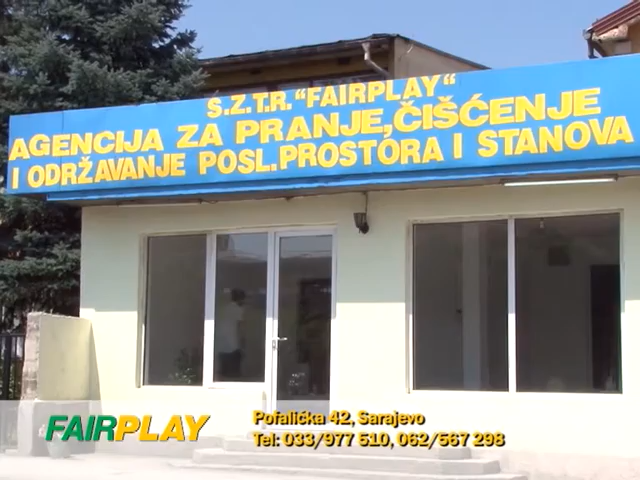 S.Z.T.R. "FAIRPLAY"
AGENCIJA ZA PRANJE,ČIŠĆENJE
I ODRŽAVANJE POSL.PROSTORA I STANOVA
FAIRPLAY
Pofalićka 42, Sarajevo
Tel: 033/977 510, 062/567 298